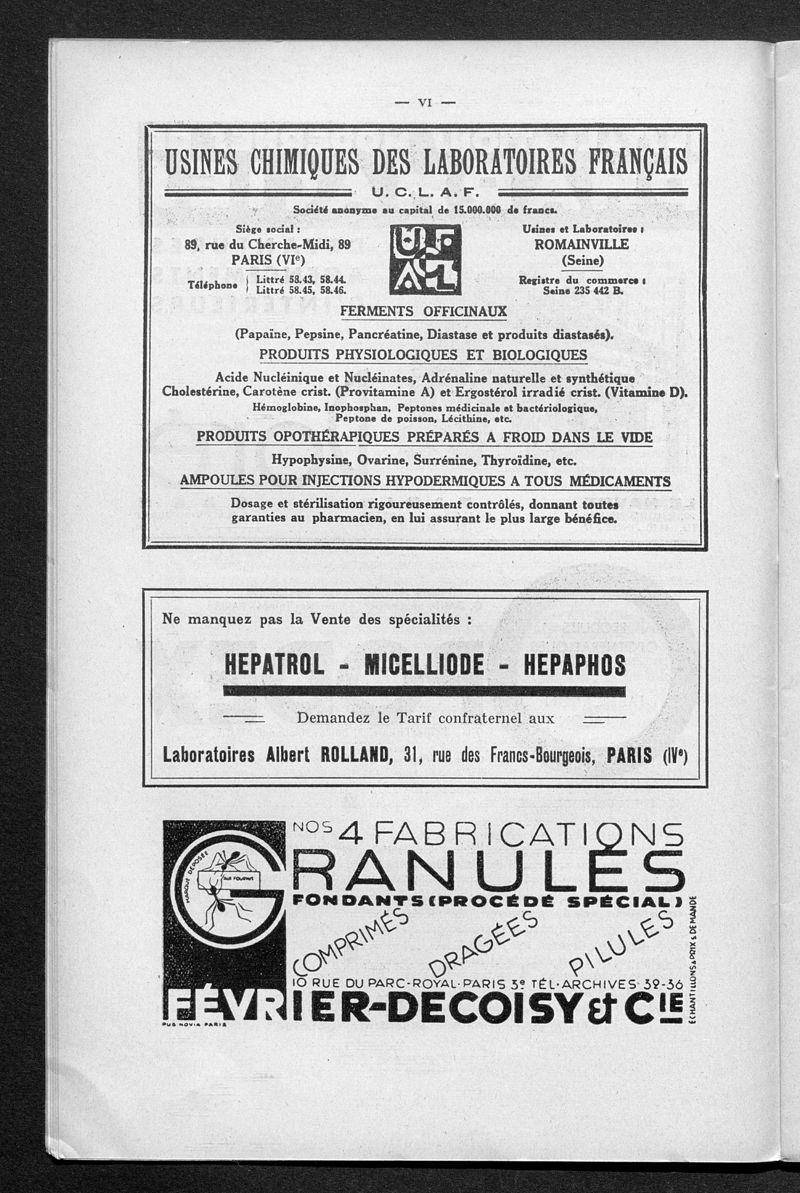 — VI —
USINES CHIMIQUES DES LABORATOIRES FRANÇAIS
U. C. L. A. F.
Société anonyme au capital de 15.000.000 de francs.
Siège social :
89, rue du Cherche-Midi, 89
PARIS (VIe)
Téléphone { Littré 58.43, 58.44.
Littré 58.45, 58.46.
UCLAF
Usines et Laboratoires :
ROMAINVILLE
(Seine)
Registre du commerce :
Seine 235 442 B.
FERMENTS OFFICINAUX
(Papaïne, Pepsine, Pancréatine, Diastase et produits diastasés).
PRODUITS PHYSIOLOGIQUES ET BIOLOGIQUES
Acide Nucléinique et Nucléinates, Adrénaline naturelle et synthétique
Cholestérine, Carotène crist. (Provitamine A) et Ergostérol irradié crist. (Vitamine D).
Hémoglobine, Inophosphan, Peptones médicinale et bactériologique,
Peptone de poisson, Lécithine, etc.
PRODUITS OPOTHÉRAPIQUES PRÉPARÉS A FROID DANS LE VIDE
Hypophysine, Ovarine, Surrénine, Thyroïdine, etc.
AMPOULES POUR INJECTIONS HYPODERMIQUES A TOUS MÉDICAMENTS
Dosage et stérilisation rigoureusement contrôlés, donnant toutes
garanties au pharmacien, en lui assurant le plus large bénéfice.
Ne manquez pas la Vente des spécialités :
HEPATROL - MICELLIODE - HEPAPHOS
Demandez le Tarif confraternel aux
Laboratoires Albert ROLLAND, 31, rue des Francs-Bourgeois, PARIS (IVe)
NOS 4 FABRICATIONS
GRANULES
MARQUE DÉPOSÉE
AUX FOURMIS
FONDANTS (PROCÉDÉ SPÉCIAL)
COMPRIMÉS DRAGÉES PILULES
10 RUE DU PARC-ROYAL·PARIS 3e TÉL·ARCHIVES·39-36
FÉVRIER-DECOISY & CIE
ÉCHANTILLONS & PRIX S. DEMANDE
PUB NOVIA PARIS